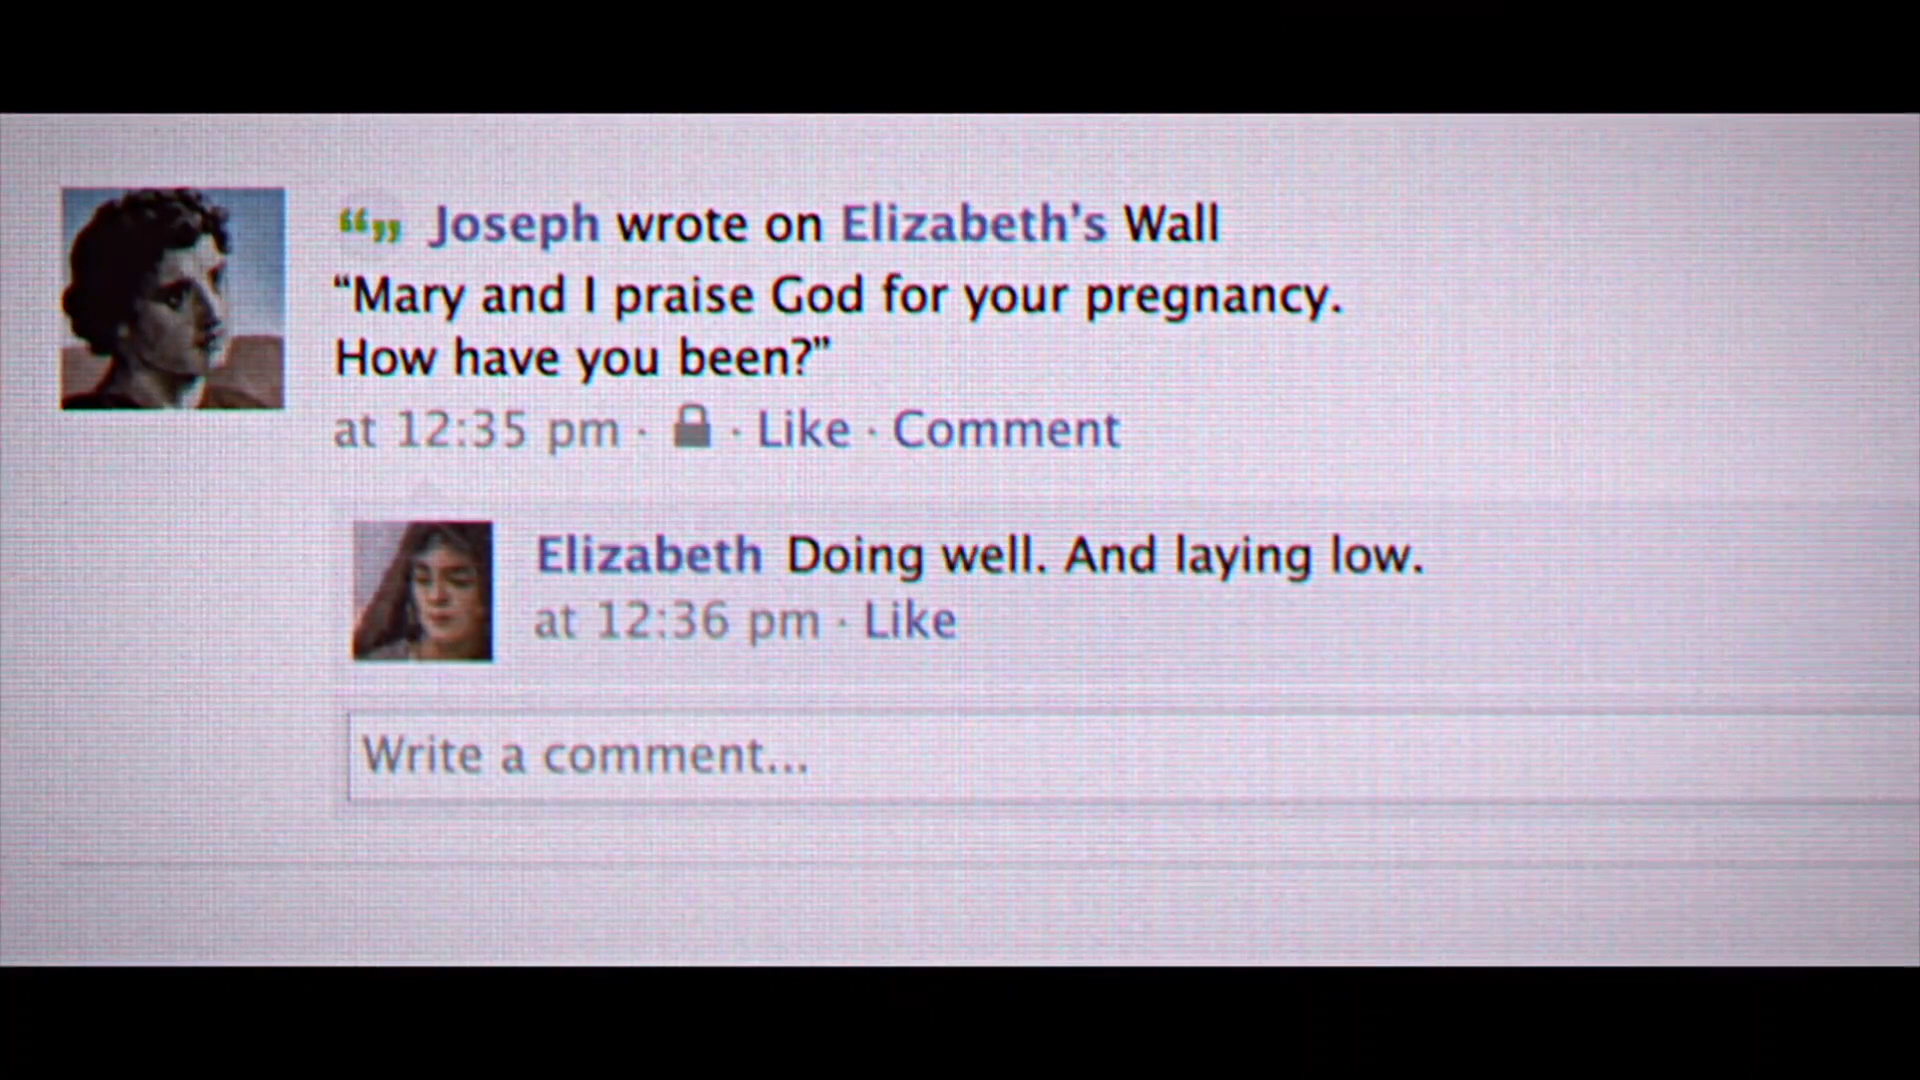 “„ Joseph wrote on Elizabeth's Wall
“Mary and I praise God for your pregnancy.
How have you been?”
at 12:35 pm · · Like · Comment
Elizabeth Doing well. And laying low.
at 12:36 pm · Like
Write a comment...